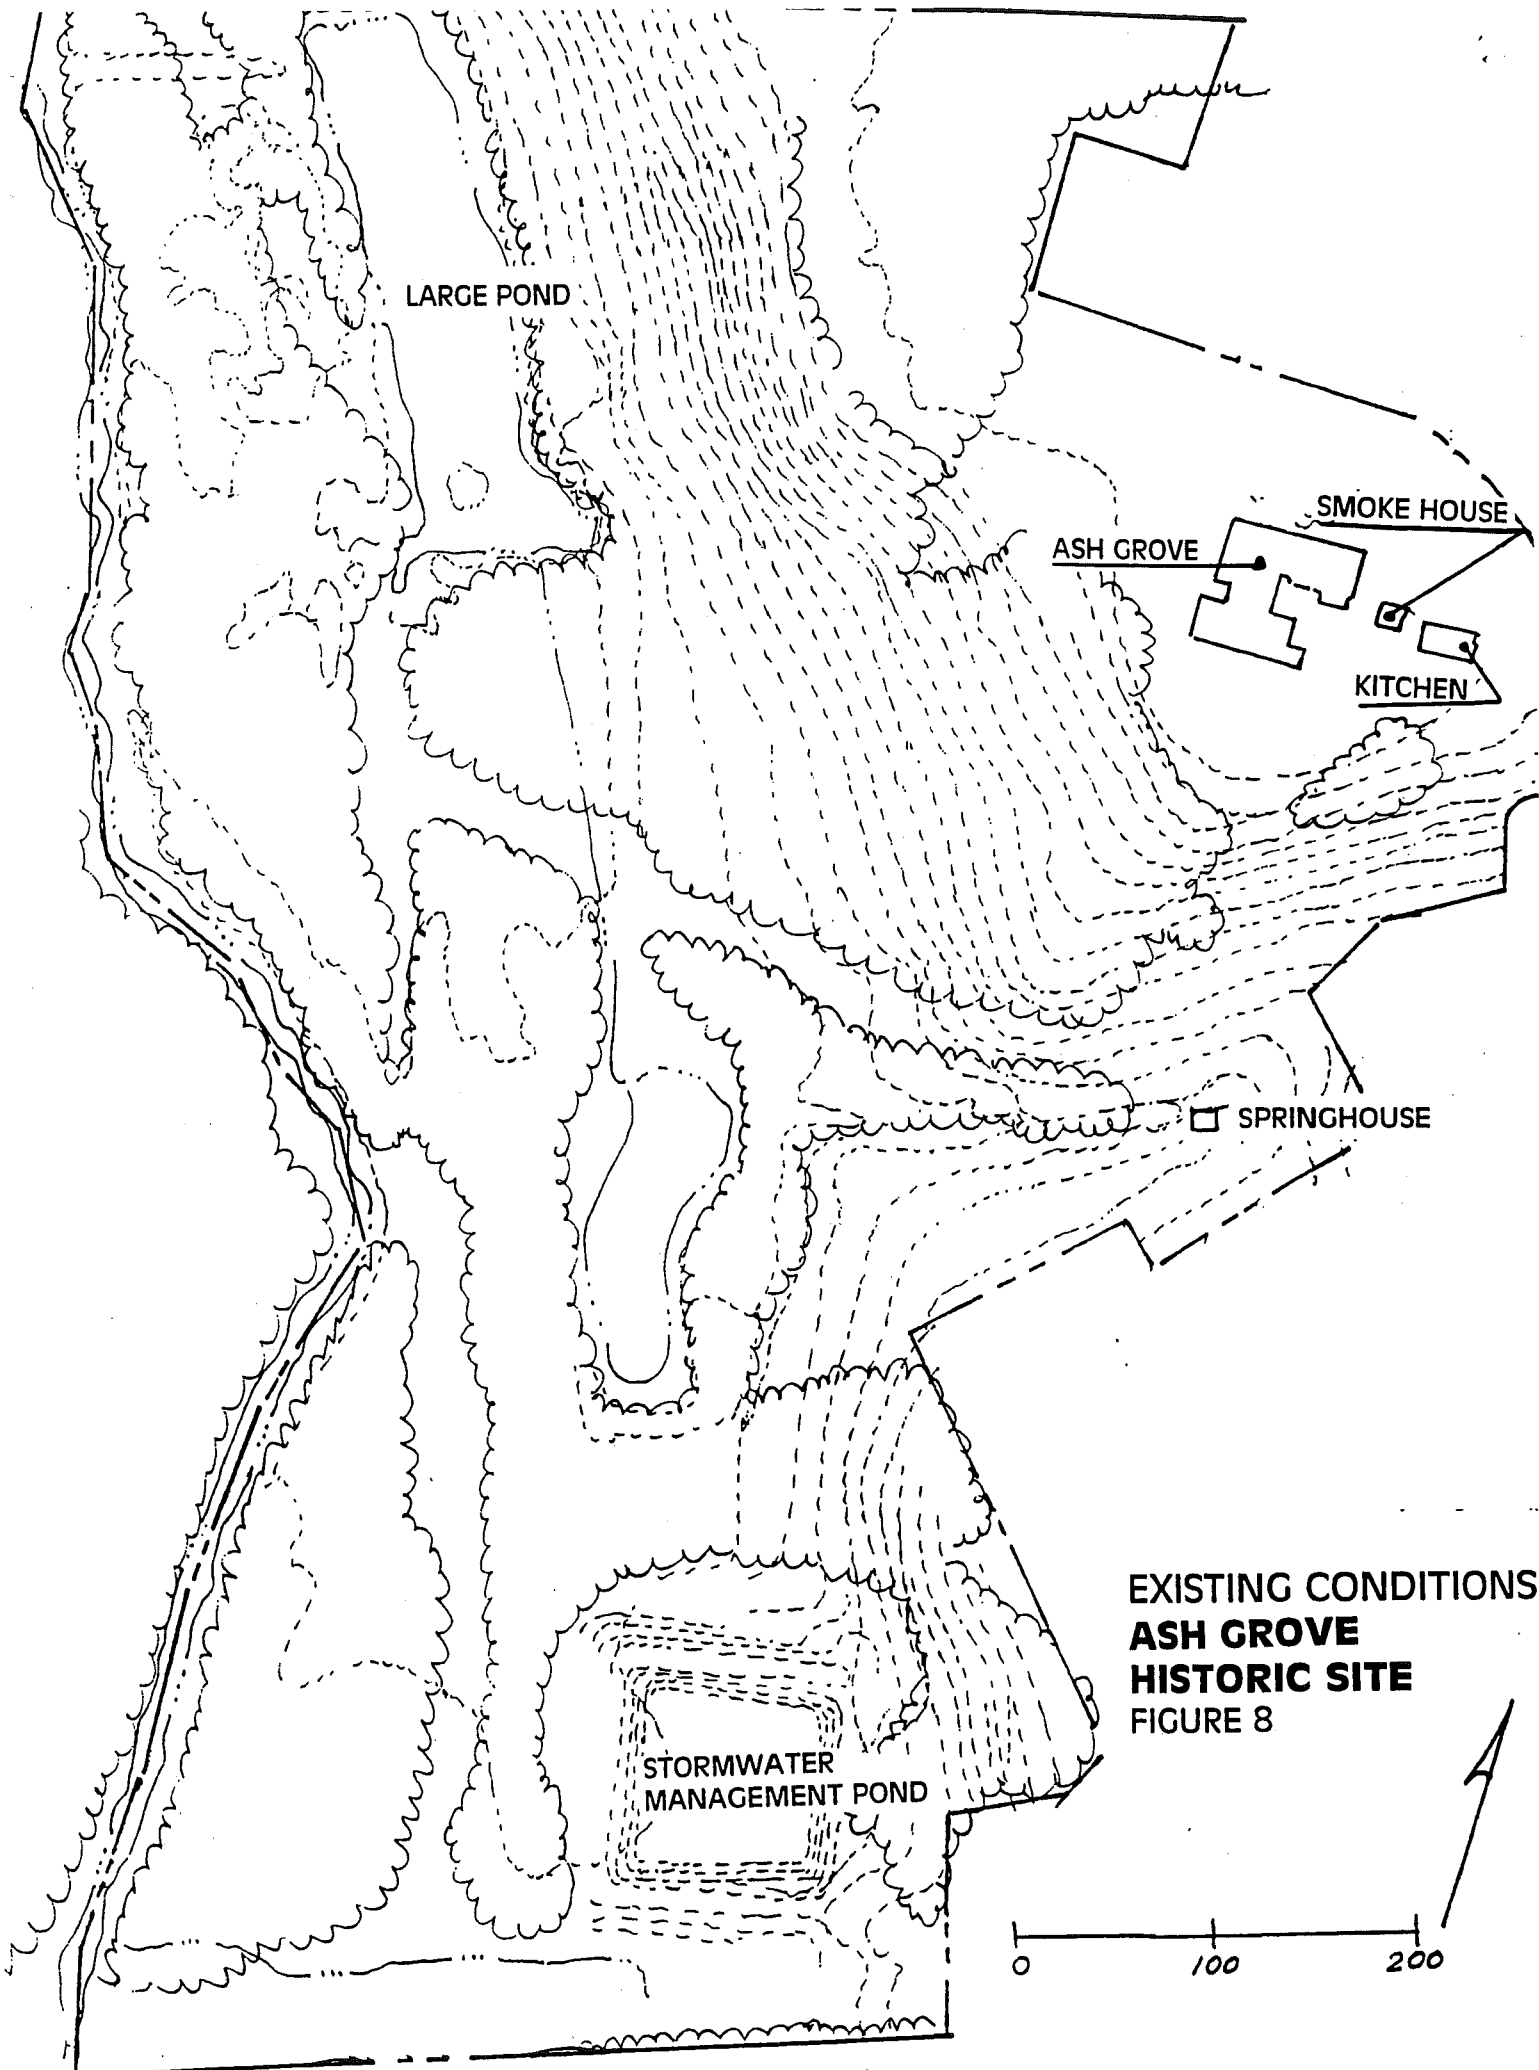 LARGE POND
SMOKE HOUSE
ASH GROVE
KITCHEN
SPRINGHOUSE
EXISTING CONDITIONS
ASH GROVE
HISTORIC SITE
FIGURE 8
STORMWATER
MANAGEMENT POND
0 100 200